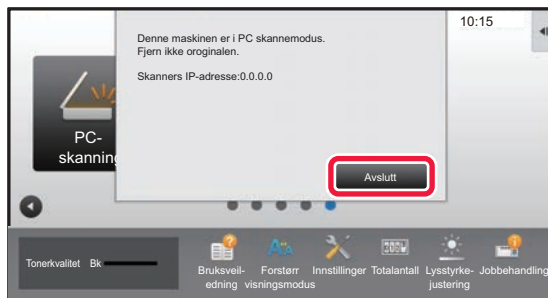 Denne maskinen er i PC skannemodus.
Fjern ikke oroginalen.
Skanners IP-adresse:0.0.0.0
10:15
PC-
skanning
Avslutt
Tonerkvalitet Bk
Bruksveil-
edning
Forstørr
visningsmodus
Innstillinger
Totalantall
Lysstyrke-
justering
Jobbehandling